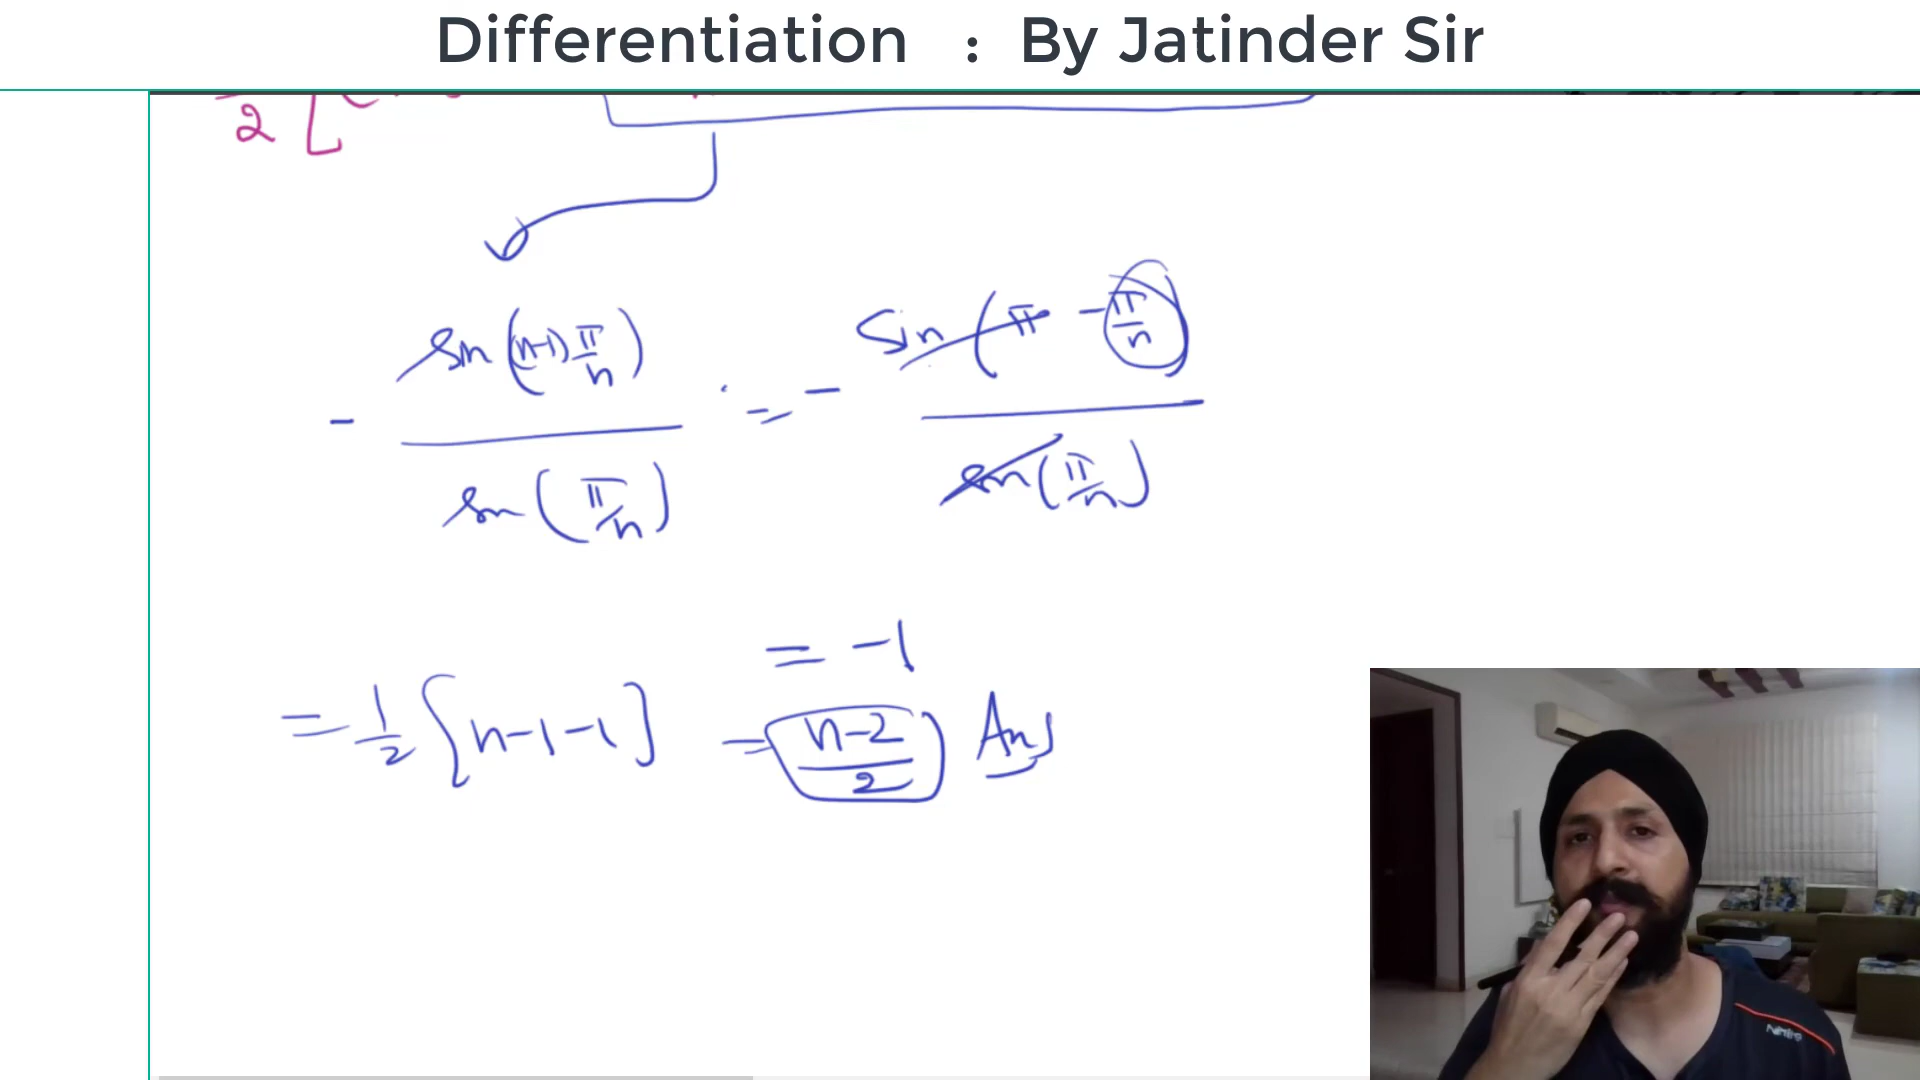 Differentiation : By Jatinder Sir
2 [
- sin((n-1)π/n) / sin(π/n) = - sin(π - π/n) / sin(π/n)
= -1
= 1/2 [n-1-1] = (n-2)/2 Ans